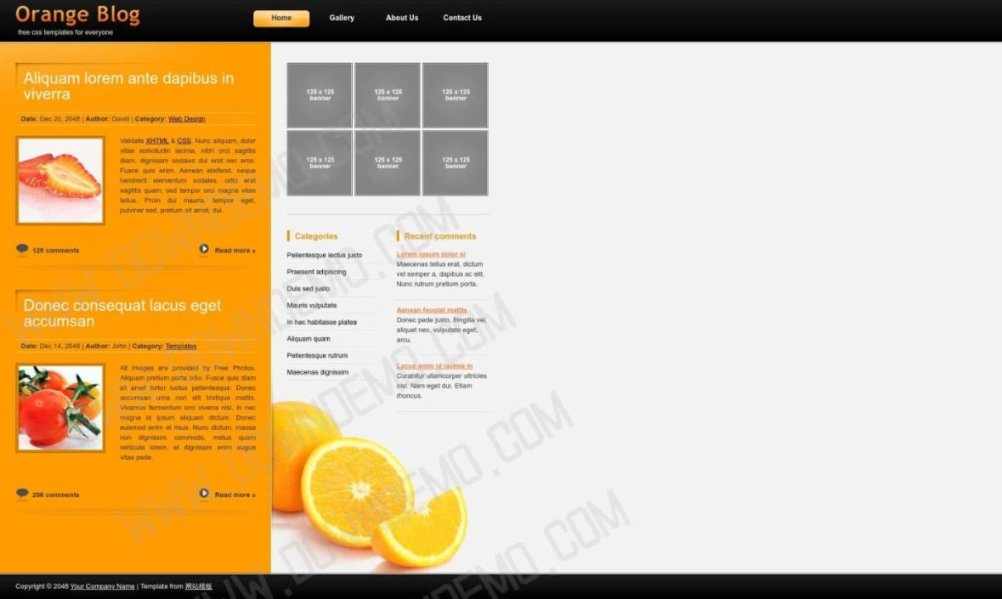 Orange Blog
free css templates for everyone
Home
Gallery
About Us
Contact Us
Aliquam lorem ante dapibus in
viverra
Date: Dec 20, 2048 | Author: David | Category: Web Design
Validate XHTML & CSS. Nunc aliquam, dolor
vitae sollicitudin lacinia, nibh orci sagittis
diam, dignissim sodales dui erat nec eros.
Fusce quis enim. Aenean eleifend, neque
hendrerit elementum sodales, odio erat
sagittis quam, sed tempor orci magna vitae
tellus. Proin dui mauris, tempor eget,
pulvinar sed, pretium sit amet, dui.
128 comments
Read more »
Donec consequat lacus eget
accumsan
Date: Dec 14, 2048 | Author: John | Category: Templates
All images are provided by Free Photos.
Aliquam pretium porta odio. Fusce quis diam
sit amet tortor luctus pellentesque. Donec
accumsan urna non elit tristique mattis.
Vivamus fermentum orci viverra nisi. In nec
magna id ipsum aliquam dictum. Donec
euismod enim et risus. Nunc dictum, massa
non dignissim commodo, metus quam
vehicula lorem, et dignissim enim augue
vitae pede.
256 comments
Read more »
125 x 125
banner
125 x 125
banner
125 x 125
banner
125 x 125
banner
125 x 125
banner
125 x 125
banner
Categories
Pellentesque lectus justo
Praesent adipiscing
Duis sed justo
Mauris vulputate
In hac habitasse platea
Aliquam quam
Pellentesque rutrum
Maecenas dignissim
Recent comments
Lorem ipsum dolor si
Maecenas tellus erat, dictum
vel semper a, dapibus ac elit.
Nunc rutrum pretium porta.
Aenean feugiat mattis
Donec pede justo, fringilla vel,
aliquet nec, vulputate eget,
arcu.
Lacus enim id lacinia in
Curabitur ullamcorper ultricies
nisi. Nam eget dui. Etiam
rhoncus.
Copyright © 2048 Your Company Name | Template from 网站模板